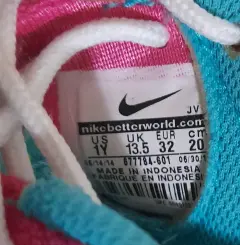 JV
nikebetterworld.com
US UK EUR cm
1Y 13.5 32 20
677784-601
MADE IN INDONESIA
FABRIQUE EN INDONESIE